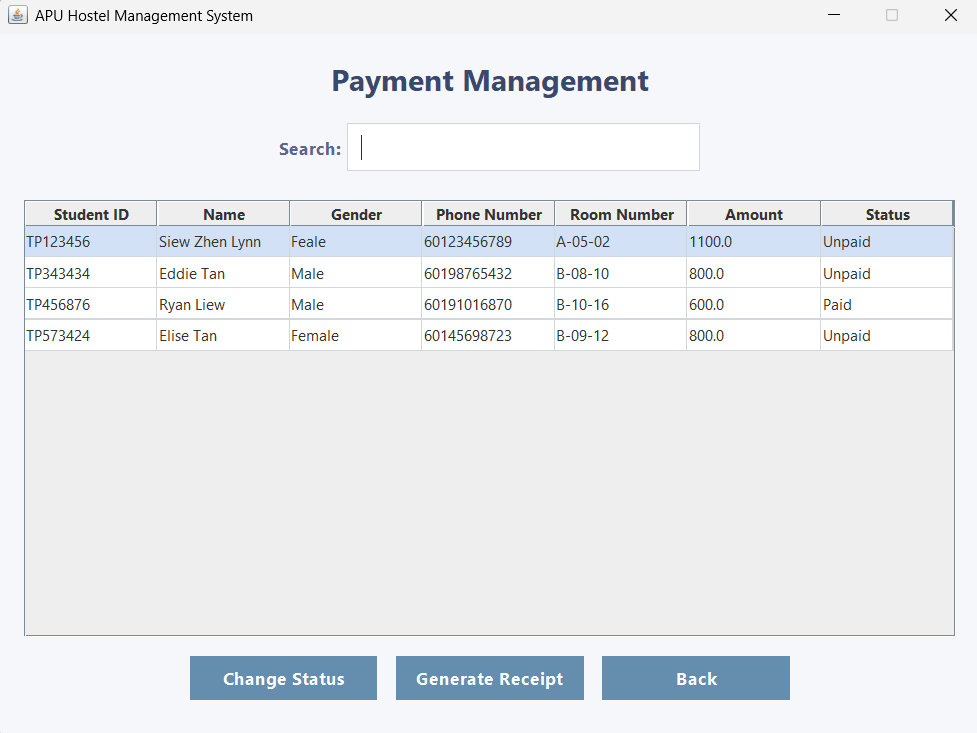 APU Hostel Management System
Payment Management
Search:
Student ID Name Gender Phone Number Room Number Amount Status
TP123456 Siew Zhen Lynn Feale 60123456789 A-05-02 1100.0 Unpaid
TP343434 Eddie Tan Male 60198765432 B-08-10 800.0 Unpaid
TP456876 Ryan Liew Male 60191016870 B-10-16 600.0 Paid
TP573424 Elise Tan Female 60145698723 B-09-12 800.0 Unpaid
Change Status Generate Receipt Back